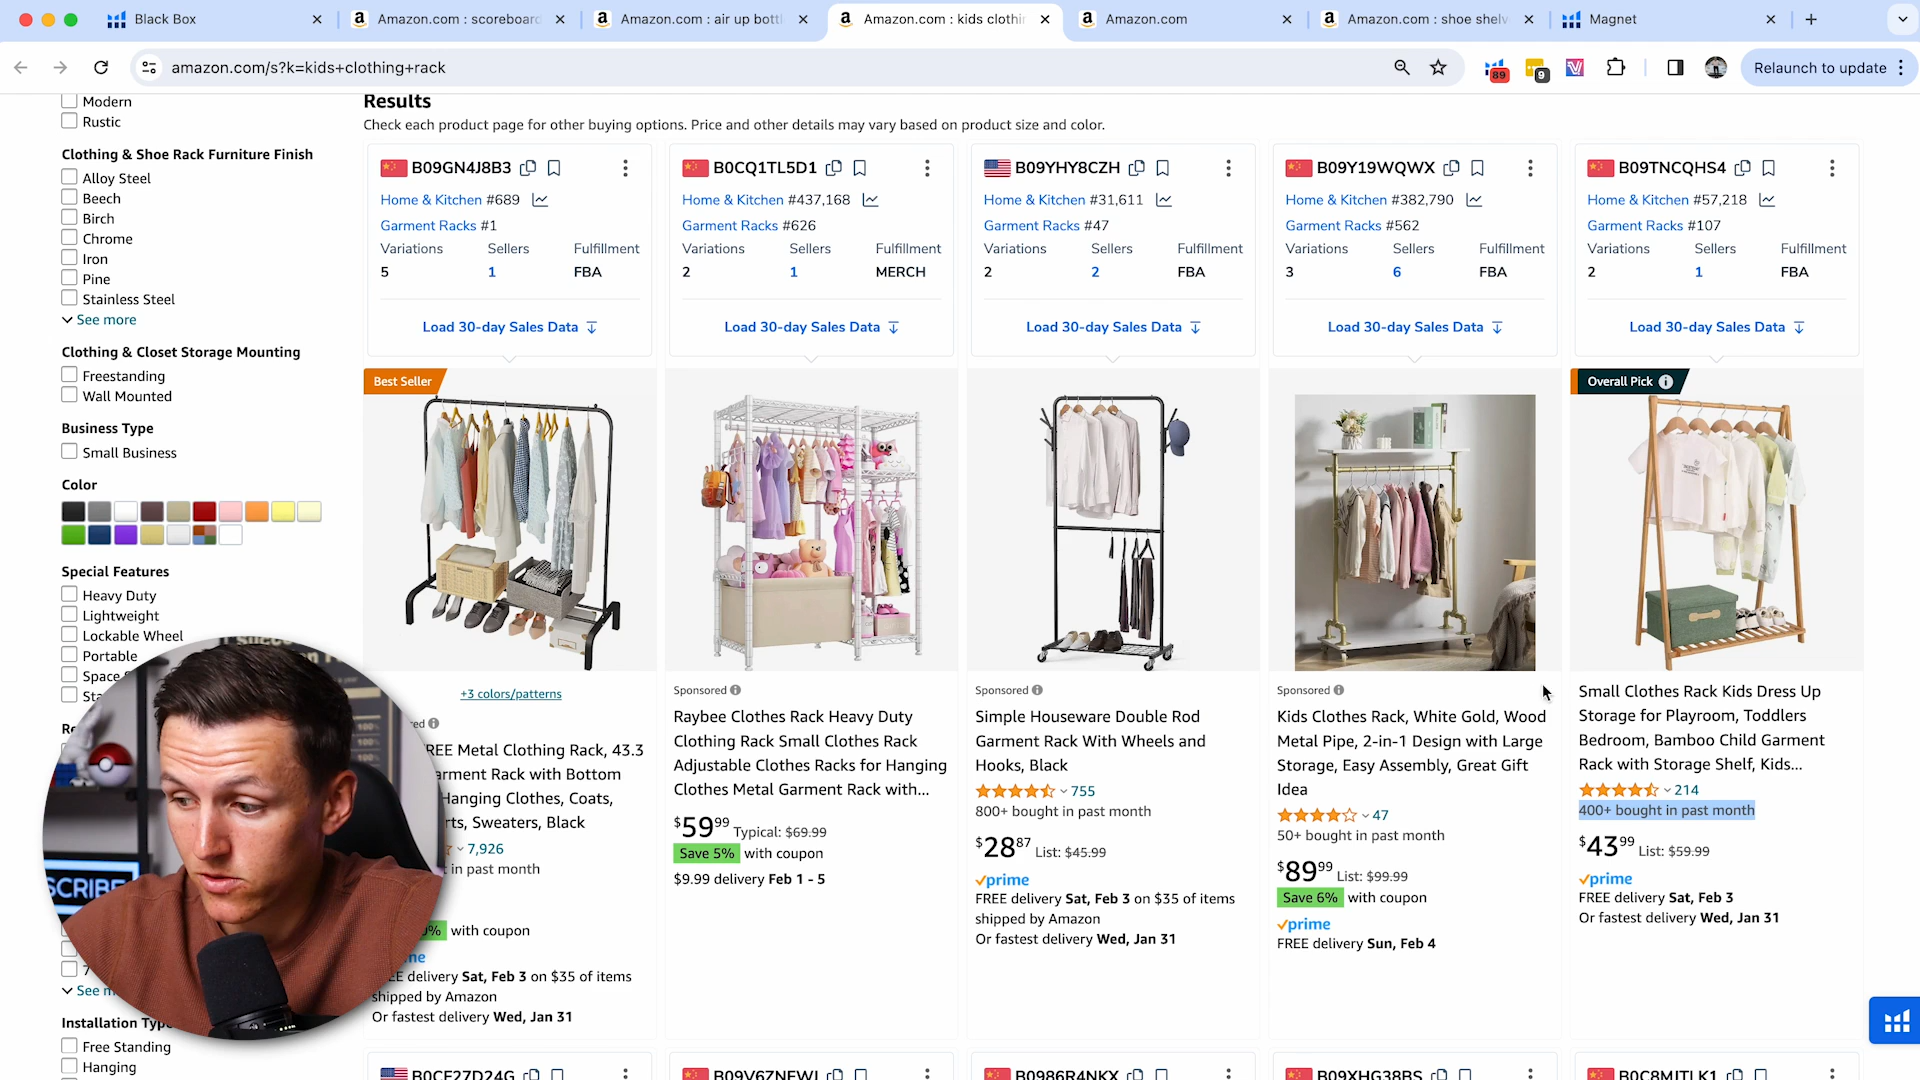 Black Box
Amazon.com : scoreboard
Amazon.com : air up bottl
Amazon.com : kids clothin
Amazon.com
Amazon.com : shoe shelv
Magnet
amazon.com/s?k=kids+clothing+rack
89
9
Relaunch to update
Modern
Rustic
Clothing & Shoe Rack Furniture Finish
Alloy Steel
Beech
Birch
Chrome
Iron
Pine
Stainless Steel
See more
Clothing & Closet Storage Mounting
Freestanding
Wall Mounted
Business Type
Small Business
Color
Special Features
Heavy Duty
Lightweight
Lockable Wheel
Portable
Space
Sta
Re
7
See m
Installation Type
Free Standing
Hanging
Results
Check each product page for other buying options. Price and other details may vary based on product size and color.
B09GN4J8B3
Home & Kitchen #689
Garment Racks #1
Variations Sellers Fulfillment
5 1 FBA
Load 30-day Sales Data
Best Seller
+3 colors/patterns
REE Metal Clothing Rack, 43.3
arment Rack with Bottom
Hanging Clothes, Coats,
rts, Sweaters, Black
7,926
t in past month
0% with coupon
FREE delivery Sat, Feb 3 on $35 of items
shipped by Amazon
Or fastest delivery Wed, Jan 31
B0CQ1TL5D1
Home & Kitchen #437,168
Garment Racks #626
Variations Sellers Fulfillment
2 1 MERCH
Load 30-day Sales Data
Sponsored
Raybee Clothes Rack Heavy Duty
Clothing Rack Small Clothes Rack
Adjustable Clothes Racks for Hanging
Clothes Metal Garment Rack with...
$59.99 Typical: $69.99
Save 5% with coupon
$9.99 delivery Feb 1 - 5
B09YHY8CZH
Home & Kitchen #31,611
Garment Racks #47
Variations Sellers Fulfillment
2 2 FBA
Load 30-day Sales Data
Sponsored
Simple Houseware Double Rod
Garment Rack With Wheels and
Hooks, Black
755
800+ bought in past month
$28.87 List: $45.99
prime
FREE delivery Sat, Feb 3 on $35 of items
shipped by Amazon
Or fastest delivery Wed, Jan 31
B09Y19WQWX
Home & Kitchen #382,790
Garment Racks #562
Variations Sellers Fulfillment
3 6 FBA
Load 30-day Sales Data
Sponsored
Kids Clothes Rack, White Gold, Wood
Metal Pipe, 2-in-1 Design with Large
Storage, Easy Assembly, Great Gift
Idea
47
50+ bought in past month
$89.99 List: $99.99
Save 6% with coupon
prime
FREE delivery Sun, Feb 4
B09TNCQHS4
Home & Kitchen #57,218
Garment Racks #107
Variations Sellers Fulfillment
2 1 FBA
Load 30-day Sales Data
Overall Pick
Small Clothes Rack Kids Dress Up
Storage for Playroom, Toddlers
Bedroom, Bamboo Child Garment
Rack with Storage Shelf, Kids...
214
400+ bought in past month
$43.99 List: $59.99
prime
FREE delivery Sat, Feb 3
Or fastest delivery Wed, Jan 31
B0CF27D24G
B09V6ZNFWJ
B0986R4NKX
B09XHG38BS
B0C8MJTLK1
SCRIBE